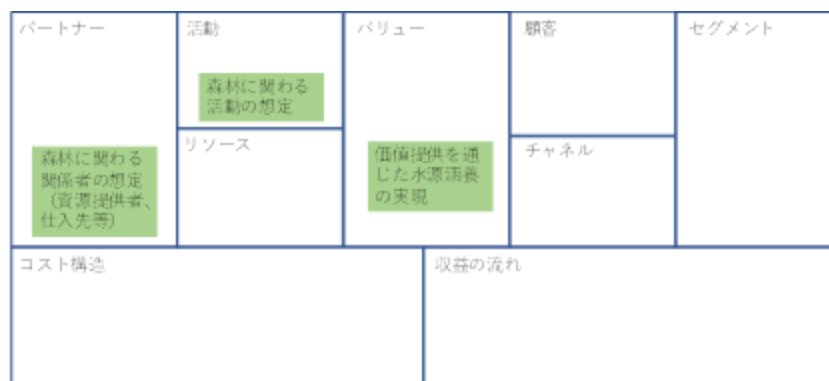 パートナー
森林に関わる
関係者の想定
（資源提供者、
仕入先等）
活動
森林に関わる
活動の想定
リソース
バリュー
価値提供を通
じた水源涵養
の実現
顧客
チャネル
セグメント
コスト構造
収益の流れ